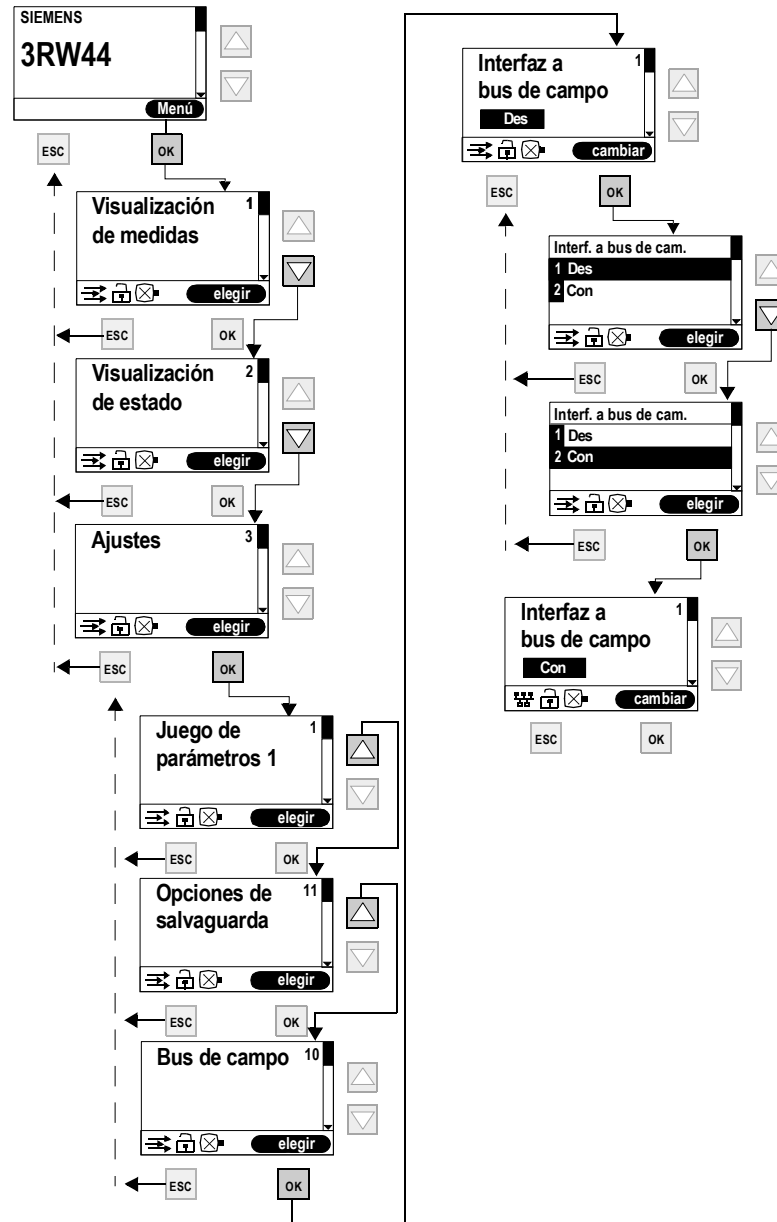 SIEMENS
3RW44
Menú
ESC
OK
Visualización 1
de medidas
elegir
ESC
OK
Visualización 2
de estado
elegir
ESC
OK
Ajustes 3
elegir
ESC
OK
Juego de 1
parámetros 1
elegir
ESC
OK
Opciones de 11
salvaguarda
elegir
ESC
OK
Bus de campo 10
elegir
ESC
OK
Interfaz a 1
bus de campo
Des
cambiar
ESC
OK
Interf. a bus de cam.
1 Des
2 Con
elegir
ESC
OK
Interf. a bus de cam.
1 Des
2 Con
elegir
ESC
OK
Interfaz a 1
bus de campo
Con
cambiar
ESC
OK